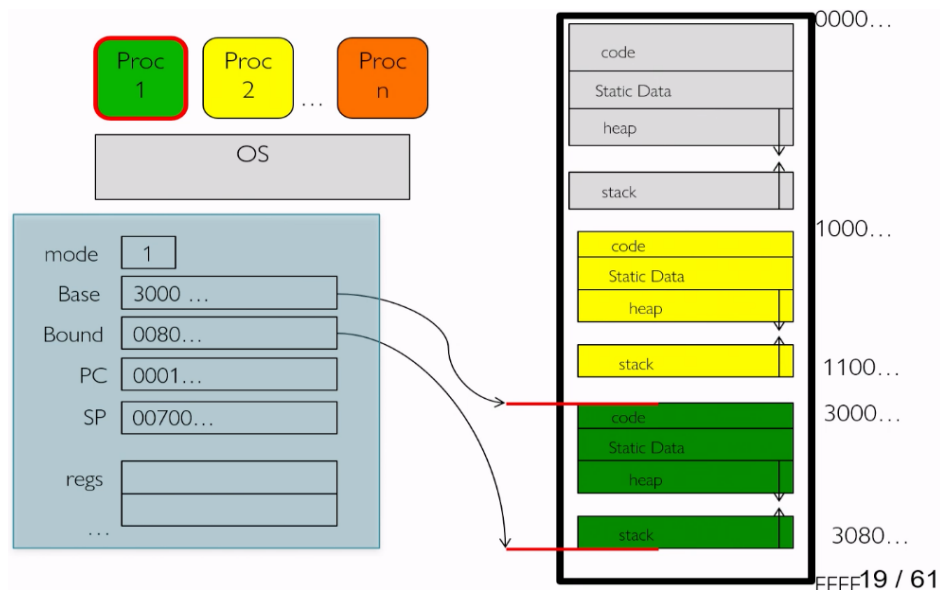 Proc
1
Proc
2
...
Proc
n
OS
mode 1
Base 3000 ...
Bound 0080...
PC 0001...
SP 00700...
regs
...
0000...
code
Static Data
heap
stack
1000...
code
Static Data
heap
stack
1100...
3000...
code
Static Data
heap
stack
3080...
FFFF
19 / 61